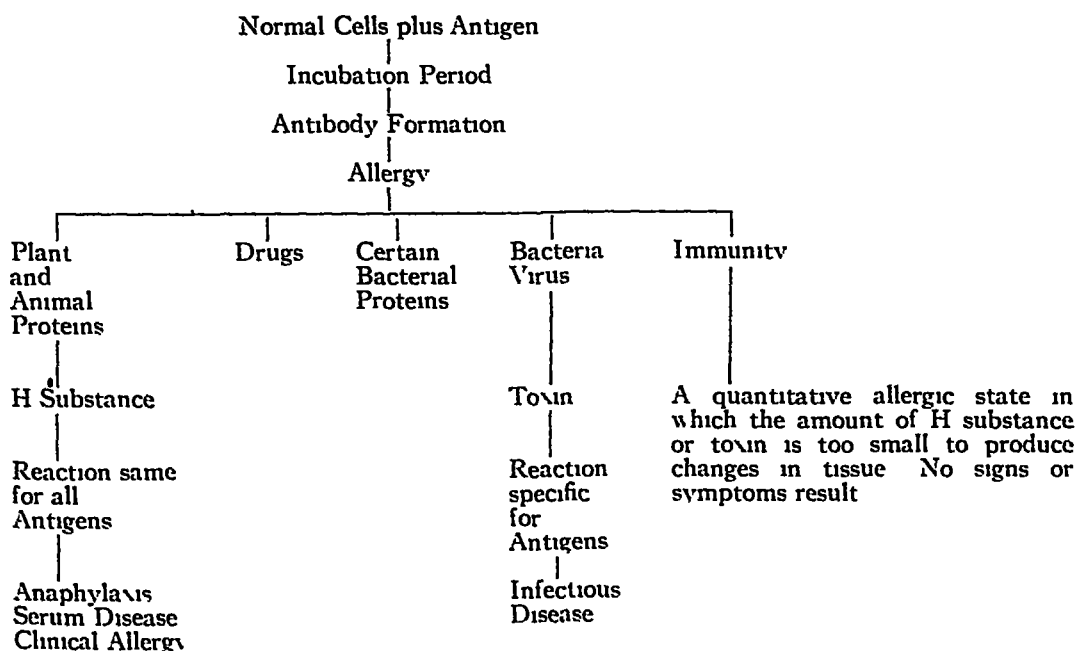 Normal Cells plus Antigen
Incubation Period
Antibody Formation
Allergy
Plant
and
Animal
Proteins
Drugs
Certain
Bacterial
Proteins
Bacteria
Virus
Immunity
H Substance
Toxin
A quantitative allergic state in
which the amount of H substance
or toxin is too small to produce
changes in tissue No signs or
symptoms result
Reaction same
for all
Antigens
Reaction
specific
for
Antigens
Anaphylaxis
Serum Disease
Clinical Allergy
Infectious
Disease